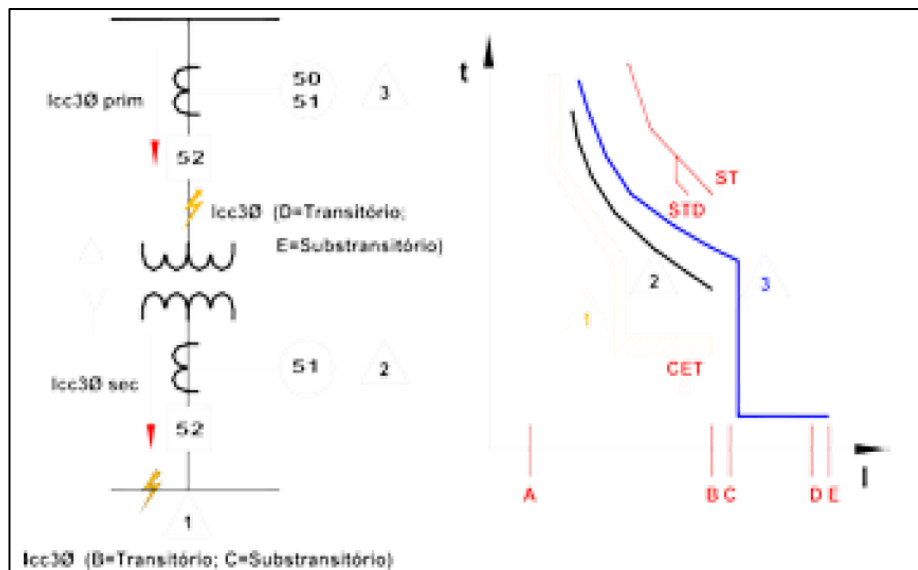 50
51
3
Icc3Ø prim
52
Icc3Ø (D=Transitório;
E=Substransitório)
51
2
Icc3Ø sec
52
1
Icc3Ø (B=Transitório; C=Substransitório)
t
ST
STD
2
3
1
CET
A
B
C
D
E
I